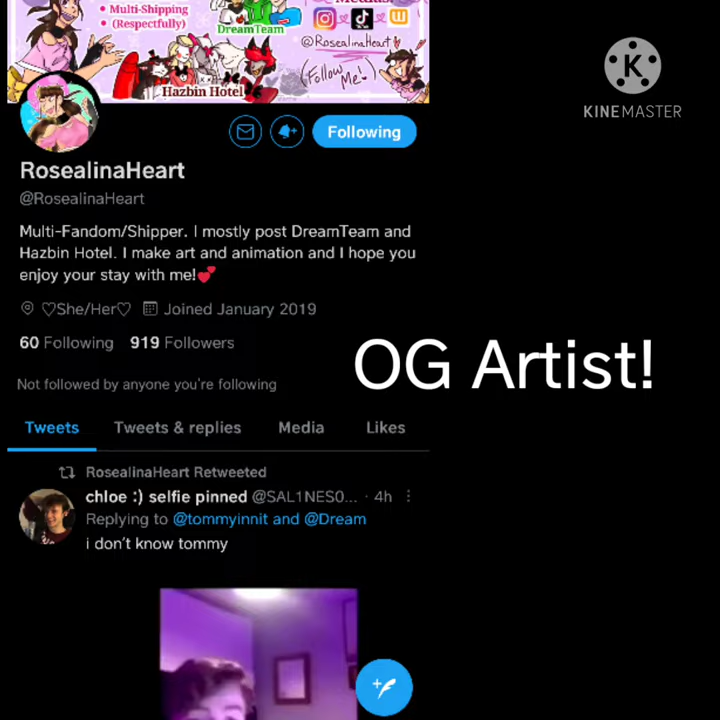 • Multi-Shipping
• (Respectfully)
DreamTeam
@RosealinaHeart
(Follow Me!)
Hazbin Hotel
KINEMASTER
Following
RosealinaHeart
@RosealinaHeart
Multi-Fandom/Shipper. I mostly post DreamTeam and
Hazbin Hotel. I make art and animation and I hope you
enjoy your stay with me!💕
♡She/Her♡ Joined January 2019
60 Following 919 Followers
OG Artist!
Not followed by anyone you're following
Tweets Tweets & replies Media Likes
RosealinaHeart Retweeted
chloe :) selfie pinned @SAL1NES0... · 4h
Replying to @tommyinnit and @Dream
i don't know tommy